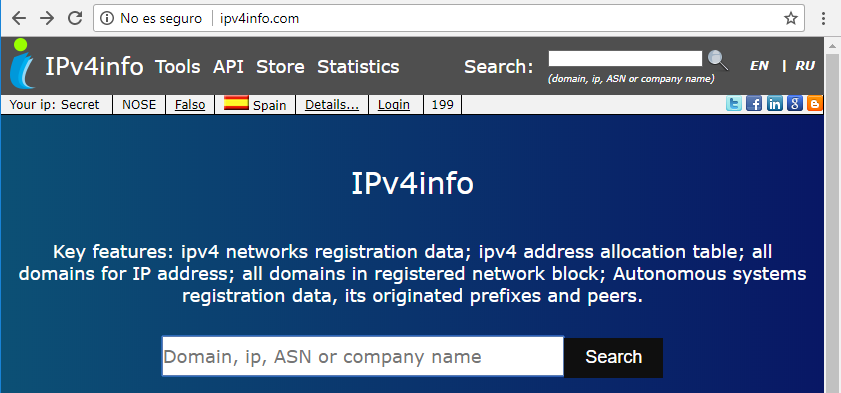 No es seguro | ipv4info.com
IPv4info Tools API Store Statistics Search: EN | RU
(domain, ip, ASN or company name)
Your ip: Secret NOSE Falso Spain Details... Login 199
IPv4info
Key features: ipv4 networks registration data; ipv4 address allocation table; all
domains for IP address; all domains in registered network block; Autonomous systems
registration data, its originated prefixes and peers.
Domain, ip, ASN or company name Search